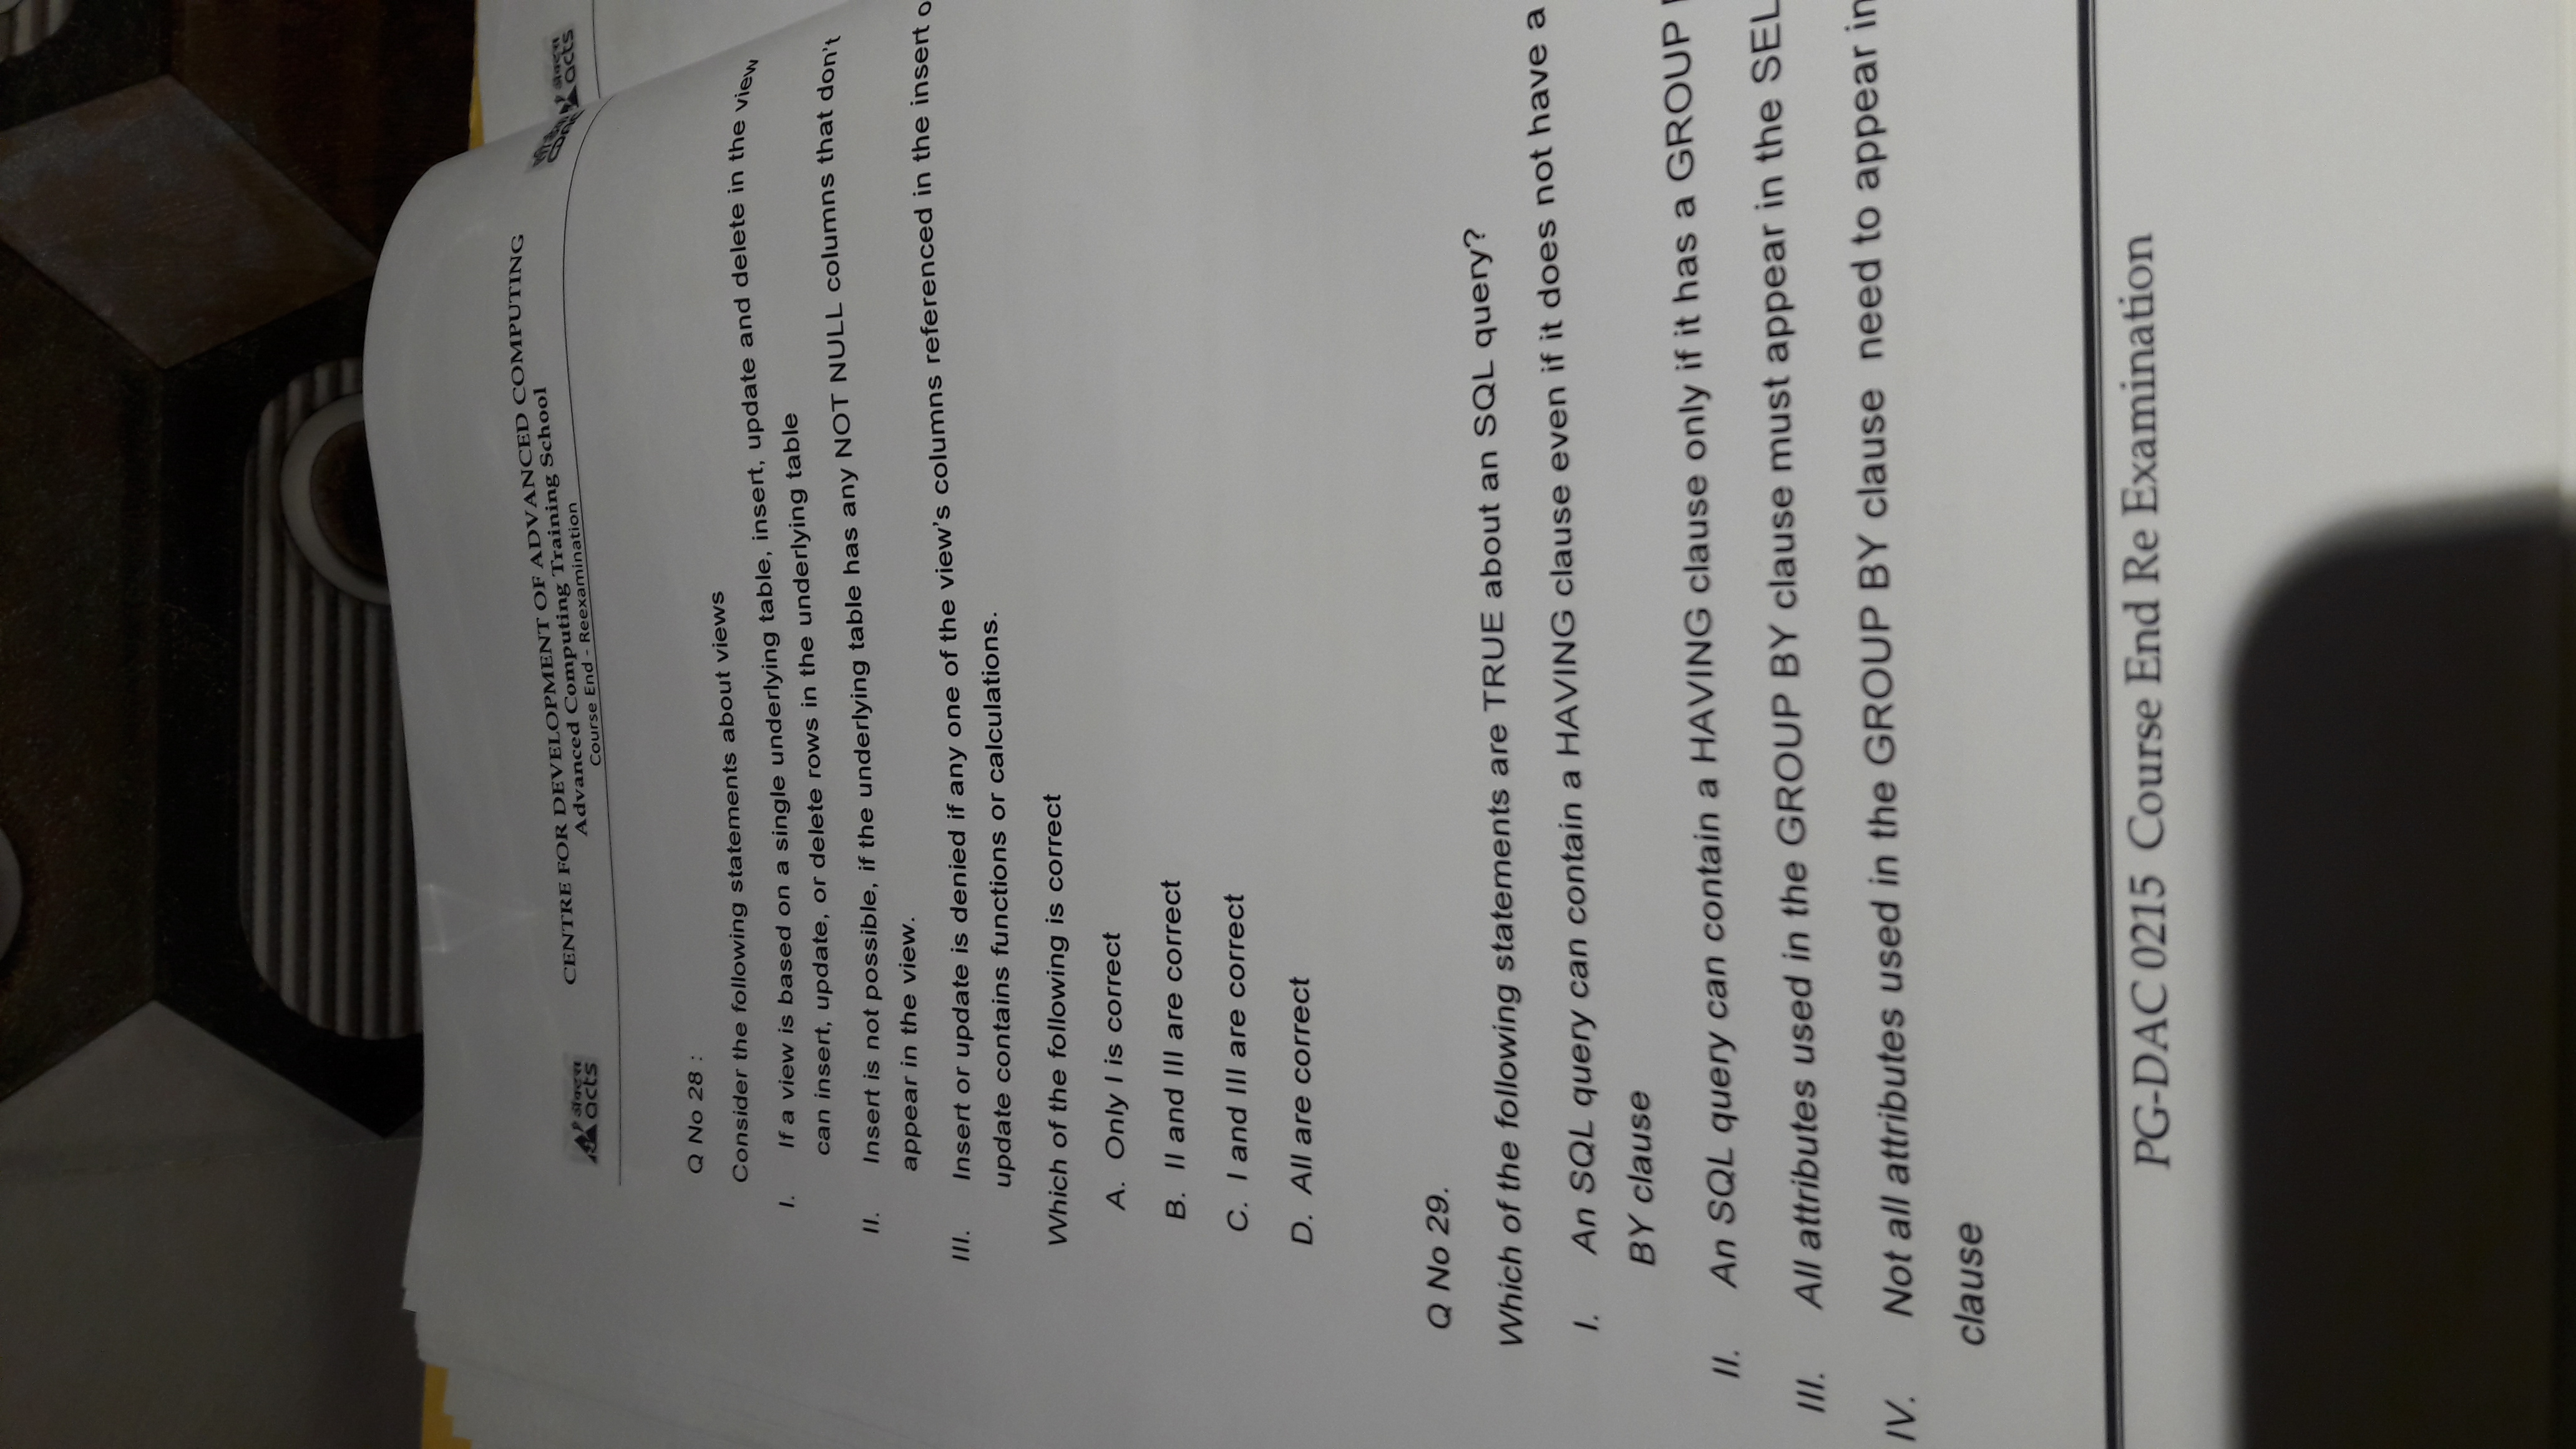 CENTRE FOR DEVELOPMENT OF ADVANCED COMPUTING
Advanced Computing Training School
Course End - Reexamination
ॲक्टस
acts
ॲक्टस
acts
Q No 28 :
Consider the following statements about views
I. If a view is based on a single underlying table, insert, update and delete in the view
can insert, update, or delete rows in the underlying table
II. Insert is not possible, if the underlying table has any NOT NULL columns that don't
appear in the view.
III. Insert or update is denied if any one of the view's columns referenced in the insert o
update contains functions or calculations.
Which of the following is correct
A. Only I is correct
B. II and III are correct
C. I and III are correct
D. All are correct
Q No 29.
Which of the following statements are TRUE about an SQL query?
I. An SQL query can contain a HAVING clause even if it does not have a
BY clause
II. An SQL query can contain a HAVING clause only if it has a GROUP
III. All attributes used in the GROUP BY clause must appear in the SEL
IV. Not all attributes used in the GROUP BY clause need to appear in
clause
PG-DAC 0215 Course End Re Examination